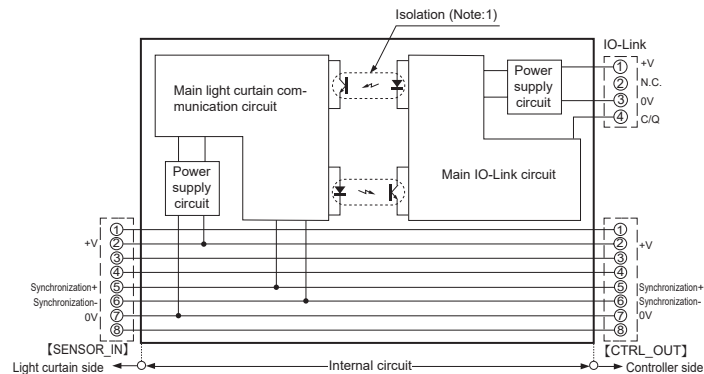 Isolation (Note:1)
IO-Link
Main light curtain com-
munication circuit
Power
supply
circuit
① +V
② N.C.
③ 0V
④ C/Q
Main IO-Link circuit
Power
supply
circuit
① ①
+V ② ② +V
③ ③
④ ④
Synchronization+ ⑤ ⑤ Synchronization+
Synchronization- ⑥ ⑥ Synchronization-
0V ⑦ ⑦ 0V
⑧ ⑧
【SENSOR_IN】 【CTRL_OUT】
Light curtain side Internal circuit Controller side